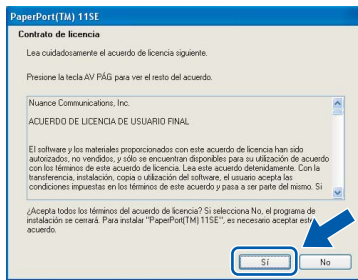 PaperPort(TM) 11SE
Contrato de licencia
Lea cuidadosamente el acuerdo de licencia siguiente.
Presione la tecla AV PÁG para ver el resto del acuerdo.
Nuance Communications, Inc.
ACUERDO DE LICENCIA DE USUARIO FINAL
El software y los materiales proporcionados con este acuerdo de licencia han sido
autorizados, no vendidos, y sólo se encuentran disponibles para su utilización de acuerdo
con los términos de este acuerdo de licencia. Lea este acuerdo detenidamente. Con la
transferencia, instalación, copia o utilización del software, el usuario acepta las
condiciones impuestas en los términos de este acuerdo y pasa a ser parte del mismo. Si
¿Acepta todos los términos del acuerdo de licencia? Si selecciona No, el programa de
instalación se cerrará. Para instalar "PaperPort(TM) 11SE", es necesario aceptar este
acuerdo.
Sí
No